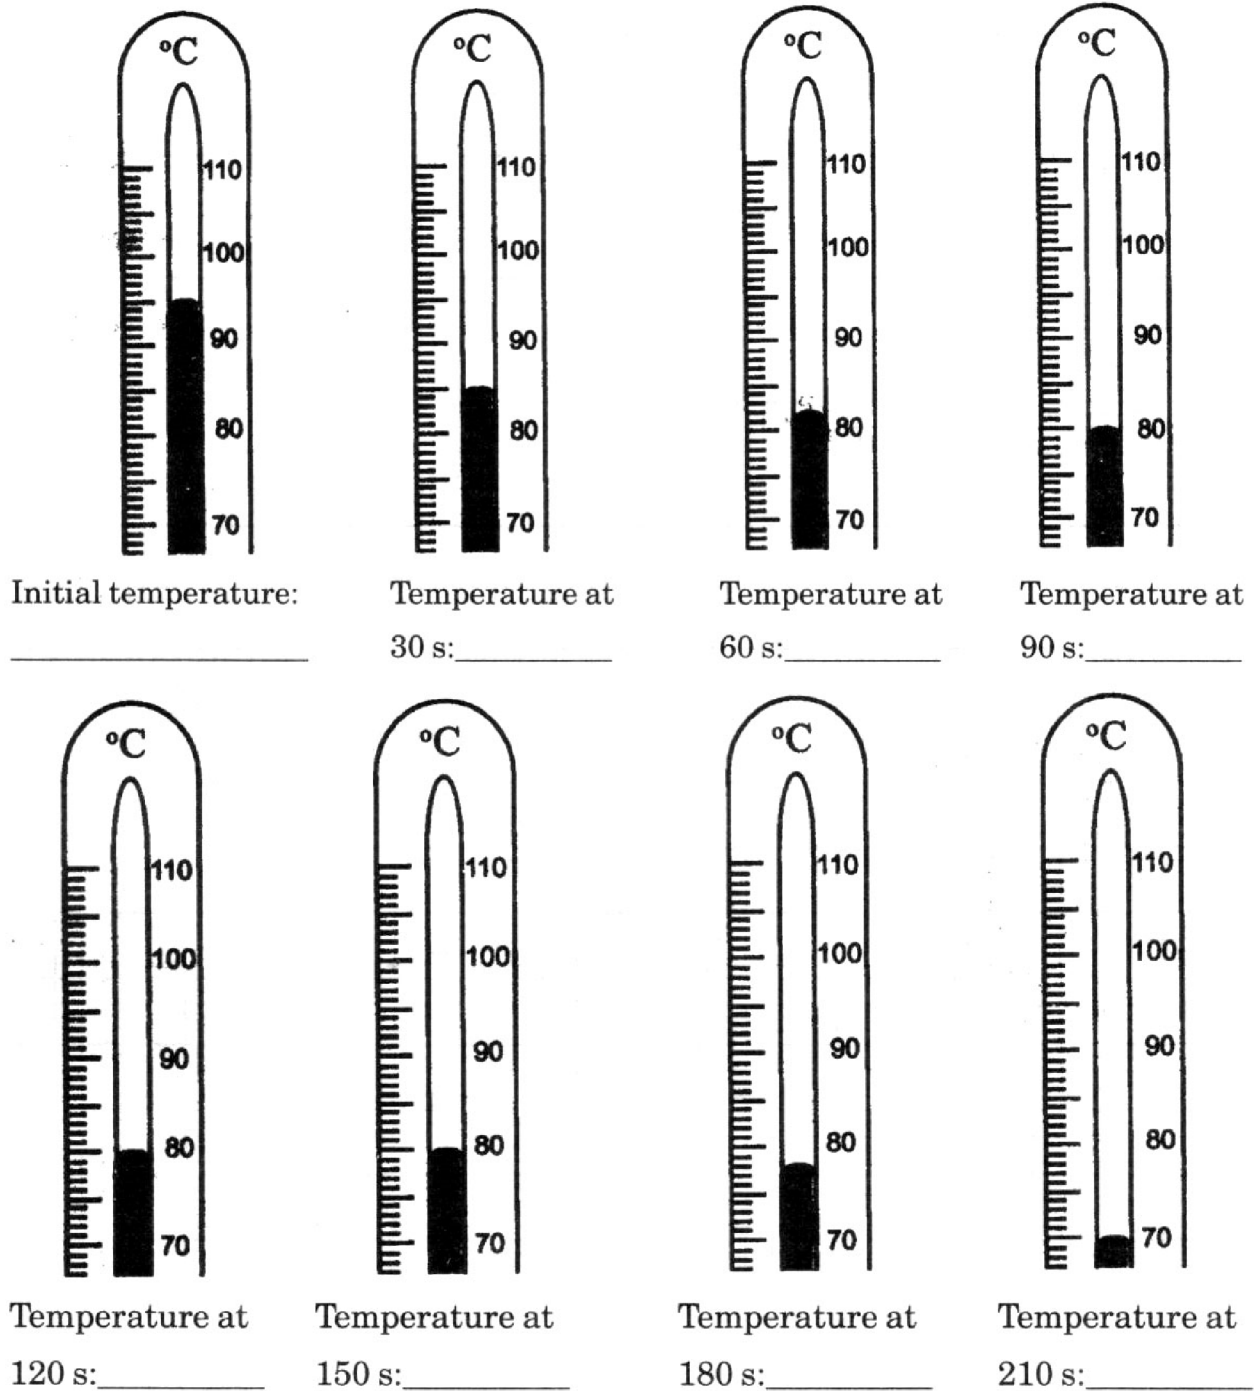 °C °C °C °C
110 110 110 110
100 100 100 100
90 90 90 90
80 80 80 80
70 70 70 70
Initial temperature: Temperature at Temperature at Temperature at
30 s: 60 s: 90 s:
°C °C °C °C
110 110 110 110
100 100 100 100
90 90 90 90
80 80 80 80
70 70 70 70
Temperature at Temperature at Temperature at Temperature at
120 s: 150 s: 180 s: 210 s: